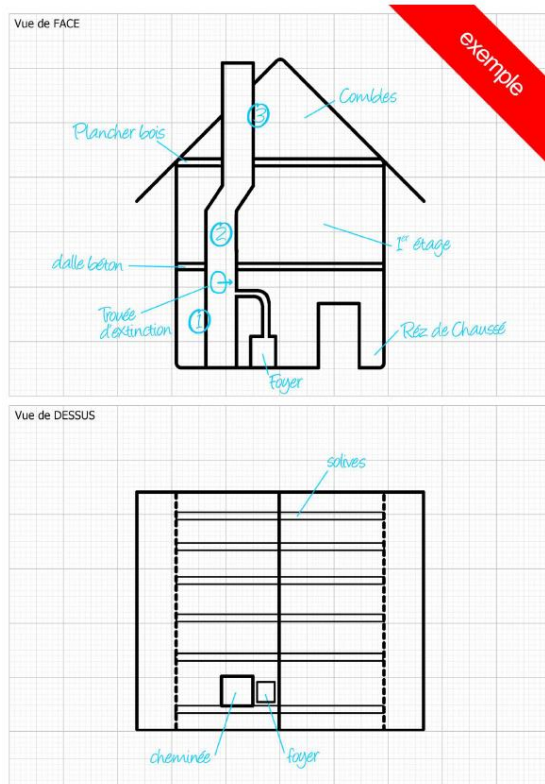 Vue de FACE
exemple
Combles
Plancher bois
3
2
1er étage
dalle béton
Trouée
d'extinction
1
Réz de Chaussé
Foyer
Vue de DESSUS
solives
cheminée
foyer